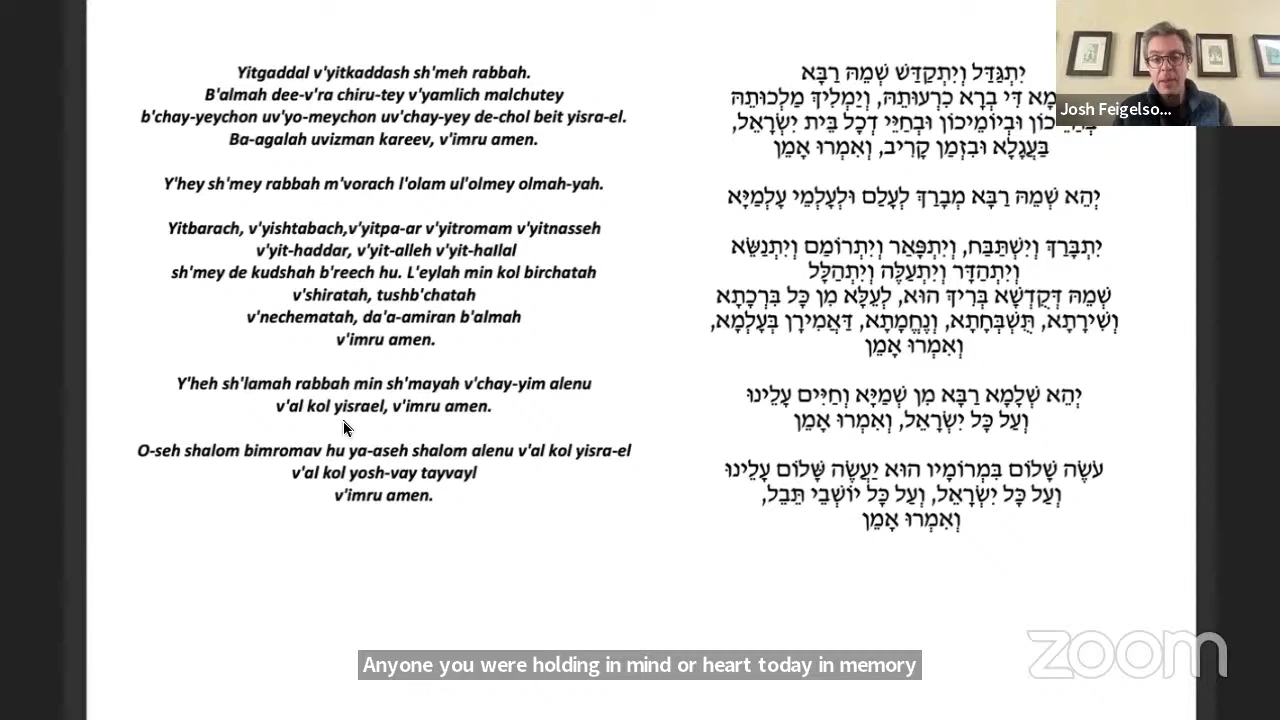 Yitgaddal v'yitkaddash sh'meh rabbah.
B'almah dee-v'ra chiru-tey v'yamlich malchutey
b'chay-yeychon uv'yo-meychon uv'chay-yey de-chol beit yisra-el.
Ba-agalah uvizman kareev, v'imru amen.
Y'hey sh'mey rabbah m'vorach l'olam ul'olmey olmah-yah.
Yitbarach, v'yishtabach,v'yitpa-ar v'yitromam v'yitnasseh
v'yit-haddar, v'yit-alleh v'yit-hallal
sh'mey de kudshah b'reech hu. L'eylah min kol birchatah
v'shiratah, tushb'chatah
v'nechematah, da'a-amiran b'almah
v'imru amen.
Y'heh sh'lamah rabbah min sh'mayah v'chay-yim alenu
v'al kol yisrael, v'imru amen.
O-seh shalom bimromav hu ya-aseh shalom alenu v'al kol yisra-el
v'al kol yosh-vay tayvayl
v'imru amen.
יִתְגַּדַּל וְיִתְקַדַּשׁ שְׁמֵהּ רַבָּא
דִּי בְרָא כִרְעוּתֵהּ, וְיַמְלִיךְ מַלְכוּתֵהּ
וּבְיוֹמֵיכוֹן וּבְחַיֵּי דְכָל בֵּית יִשְׂרָאֵל,
בַּעֲגָלָא וּבִזְמַן קָרִיב, וְאִמְרוּ אָמֵן
יְהֵא שְׁמֵהּ רַבָּא מְבָרַךְ לְעָלַם וּלְעָלְמֵי עָלְמַיָּא
יִתְבָּרַךְ וְיִשְׁתַּבַּח, וְיִתְפָּאַר וְיִתְרוֹמַם וְיִתְנַשֵּׂא
וְיִתְהַדָּר וְיִתְעַלֶּה וְיִתְהַלָּל
שְׁמֵהּ דְּקֻדְשָׁא בְּרִיךְ הוּא, לְעֵלָּא מִן כָּל בִּרְכָתָא
וְשִׁירָתָא, תֻּשְׁבְּחָתָא, וְנֶחֱמָתָא, דַּאֲמִירָן בְּעָלְמָא,
וְאִמְרוּ אָמֵן
יְהֵא שְׁלָמָא רַבָּא מִן שְׁמַיָּא וְחַיִּים עָלֵינוּ
וְעַל כָּל יִשְׂרָאֵל, וְאִמְרוּ אָמֵן
עֹשֶׂה שָׁלוֹם בִּמְרוֹמָיו הוּא יַעֲשֶׂה שָׁלוֹם עָלֵינוּ
וְעַל כָּל יִשְׂרָאֵל, וְעַל כָּל יוֹשְׁבֵי תֵּבֵל,
וְאִמְרוּ אָמֵן
Josh Feigelso...
Anyone you were holding in mind or heart today in memory
zoom